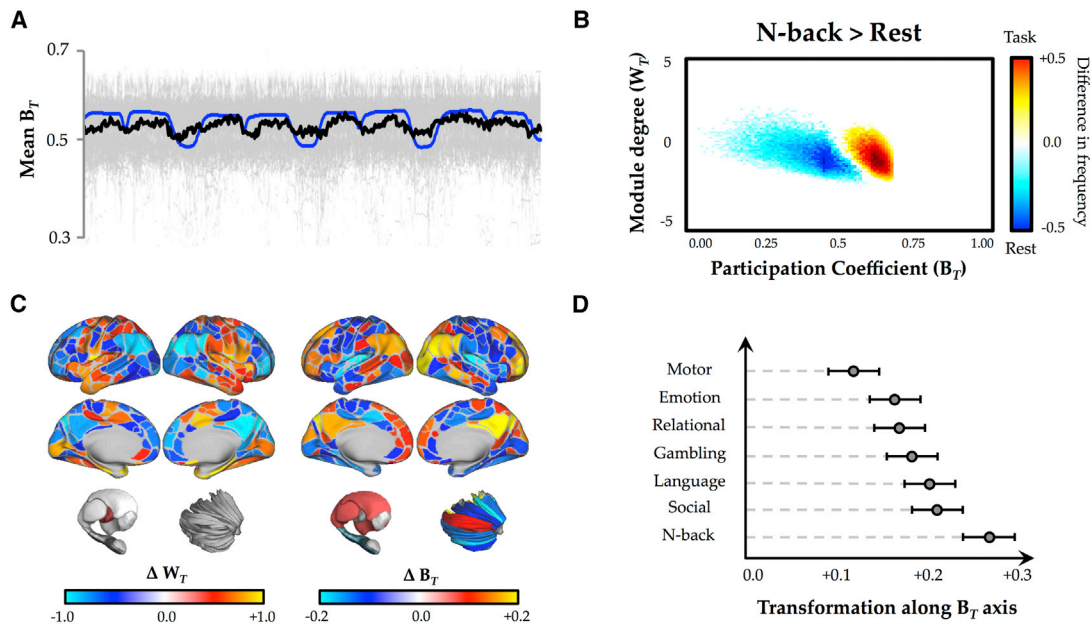 A
0.7
0.5
0.3
Mean B_T
B
N-back > Rest
5
0
-5
Module degree (W_T)
0.00 0.25 0.5 0.75 1.00
Participation Coefficient (B_T)
Task
+0.5
0.0
-0.5
Rest
Difference in frequency
C
Δ W_T
-1.0 0.0 +1.0
Δ B_T
-0.2 0.0 +0.2
D
Motor
Emotion
Relational
Gambling
Language
Social
N-back
0.0 +0.1 +0.2 +0.3
Transformation along B_T axis